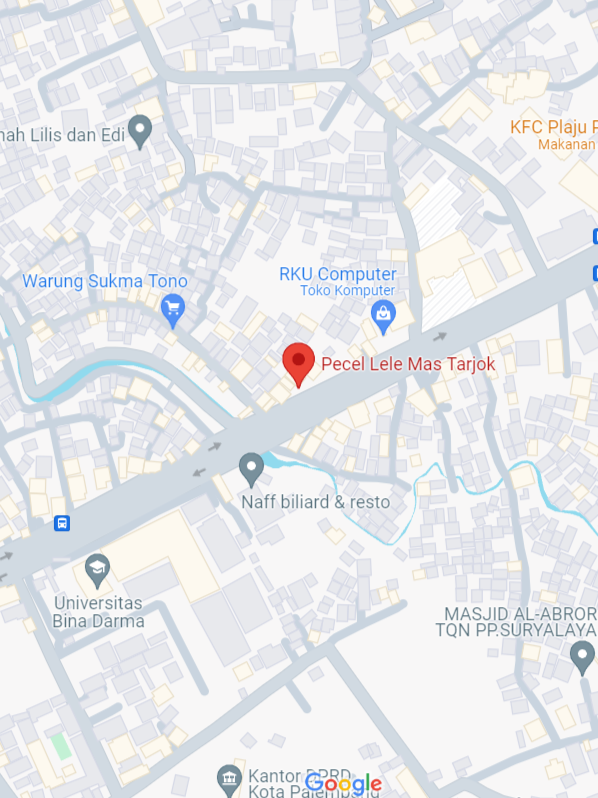 KFC Plaju
Makanan
nah Lilis dan Edi
RKU Computer
Toko Komputer
Warung Sukma Tono
Pecel Lele Mas Tarjok
Naff biliard & resto
Universitas
Bina Darma
MASJID AL-ABROR
TQN PP.SURYALAYA
Kantor DPRD
Kota Palembang
Google